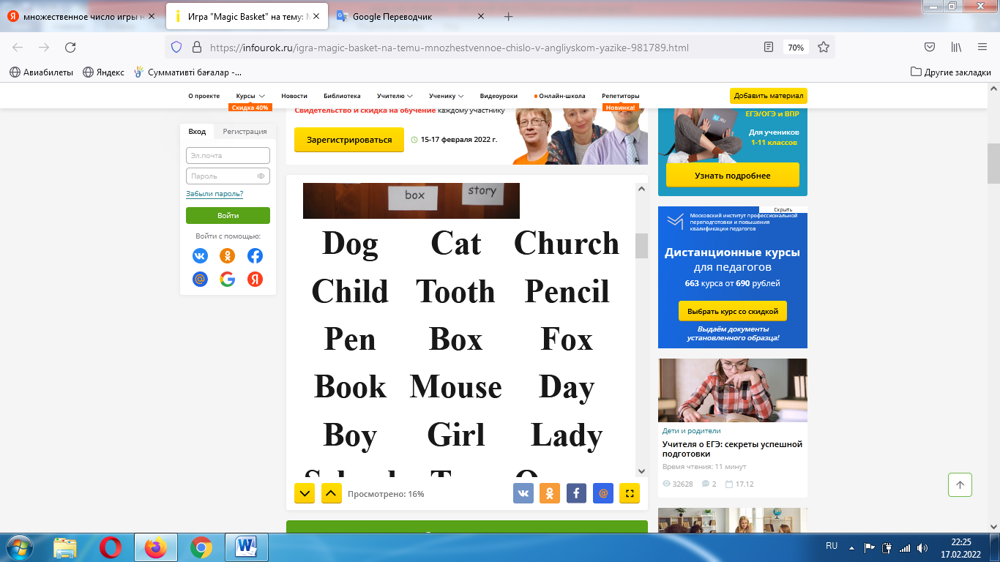 множественное число игры н
Игра "Magic Basket" на тему: М
Google Переводчик
https://infourok.ru/igra-magic-basket-na-temu-mnozhestvennoe-chislo-v-angliyskom-yazike-981789.html
70%
Авиабилеты
Яндекс
Суммативті бағалар -...
Другие закладки
О проекте
Курсы
Новости
Библиотека
Учителю
Ученику
Видеоуроки
Онлайн-школа
Репетиторы
Добавить материал
Скидка 40%
Новинка!
Вход
Регистрация
Эл.почта
Пароль
Забыли пароль?
Войти
Войти с помощью:
Свидетельство и скидка на обучение каждому участнику
Зарегистрироваться
15-17 февраля 2022 г.
box
story
Dog Cat Church
Child Tooth Pencil
Pen Box Fox
Book Mouse Day
Boy Girl Lady
Просмотрено: 16%
ЕГЭ/ОГЭ и ВПР
Для учеников
1-11 классов
Узнать подробнее
Скрыть
Московский институт профессиональной
переподготовки и повышения
квалификации педагогов
Дистанционные курсы
для педагогов
663 курса от 690 рублей
Выбрать курс со скидкой
Выдаём документы
установленного образца!
Дети и родители
Учителя о ЕГЭ: секреты успешной
подготовки
Время чтения: 11 минут
32628
2
17.12
RU
22:25
17.02.2022